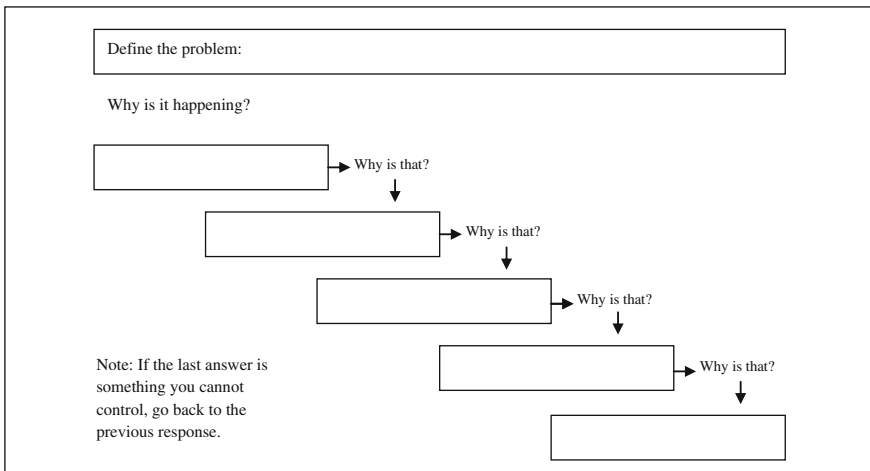 Define the problem:
Why is it happening?
Why is that?
Why is that?
Why is that?
Why is that?
Note: If the last answer is
something you cannot
control, go back to the
previous response.